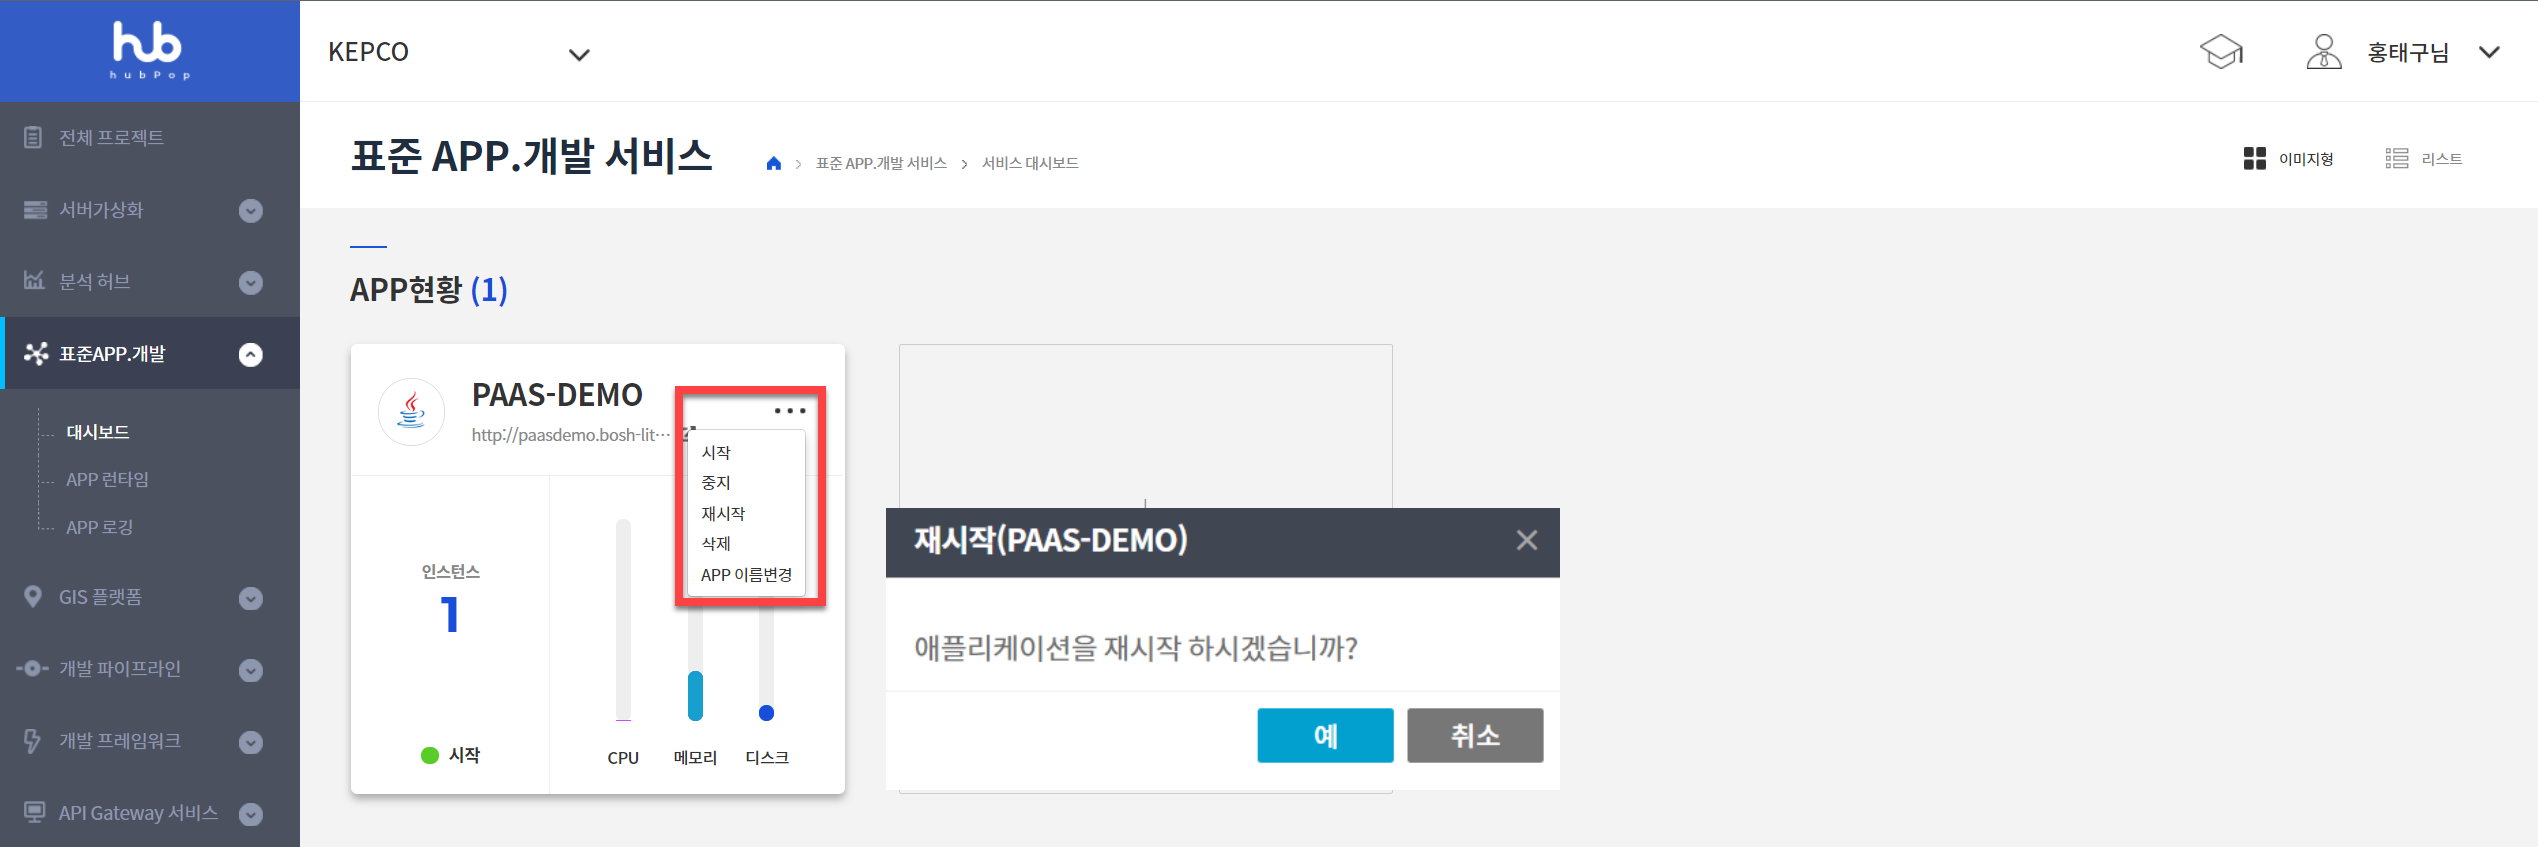 hub
hubPop
KEPCO
홍태구님
전체 프로젝트
서버가상화
분석 허브
표준APP.개발
대시보드
APP 런타임
APP 로깅
GIS 플랫폼
개발 파이프라인
개발 프레임워크
API Gateway 서비스
표준 APP.개발 서비스
표준 APP.개발 서비스 > 서비스 대시보드
이미지형
리스트
APP현황 (1)
PAAS-DEMO
http://paasdemo.bosh-lit···
시작
중지
재시작
삭제
APP 이름변경
인스턴스
1
시작
CPU
메모리
디스크
재시작(PAAS-DEMO)
애플리케이션을 재시작 하시겠습니까?
예
취소